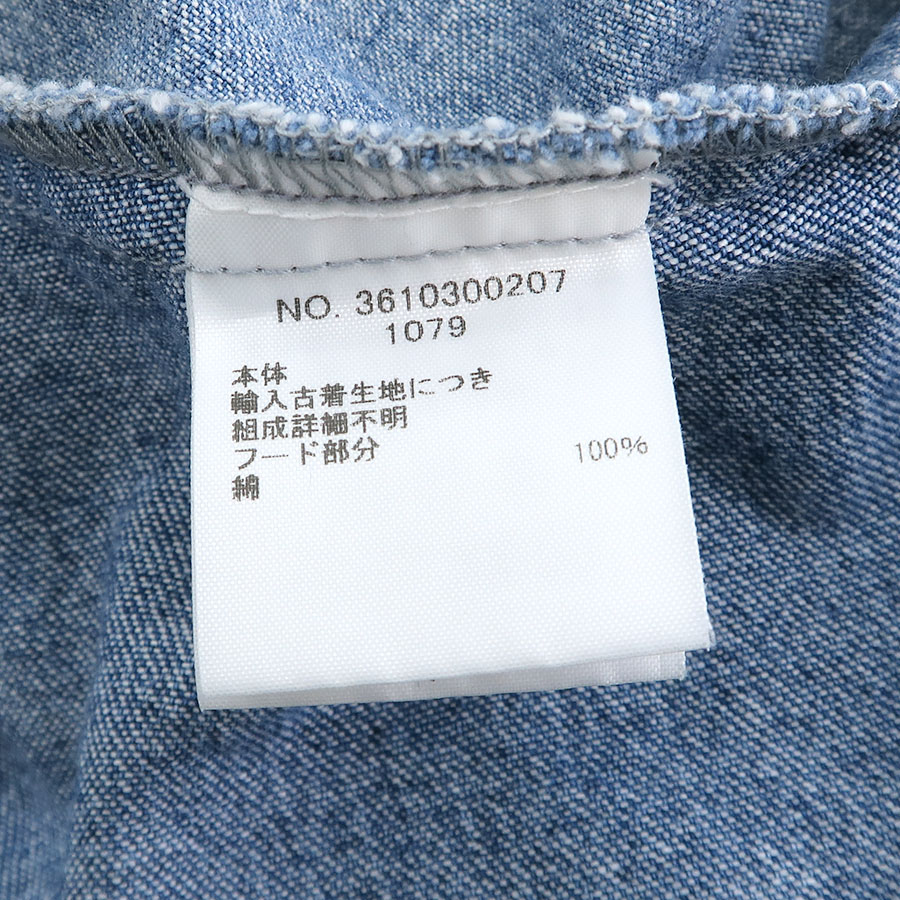 NO. 3610300207
1079
本体
輸入古着生地につき
組成詳細不明
フード部分
綿 100%